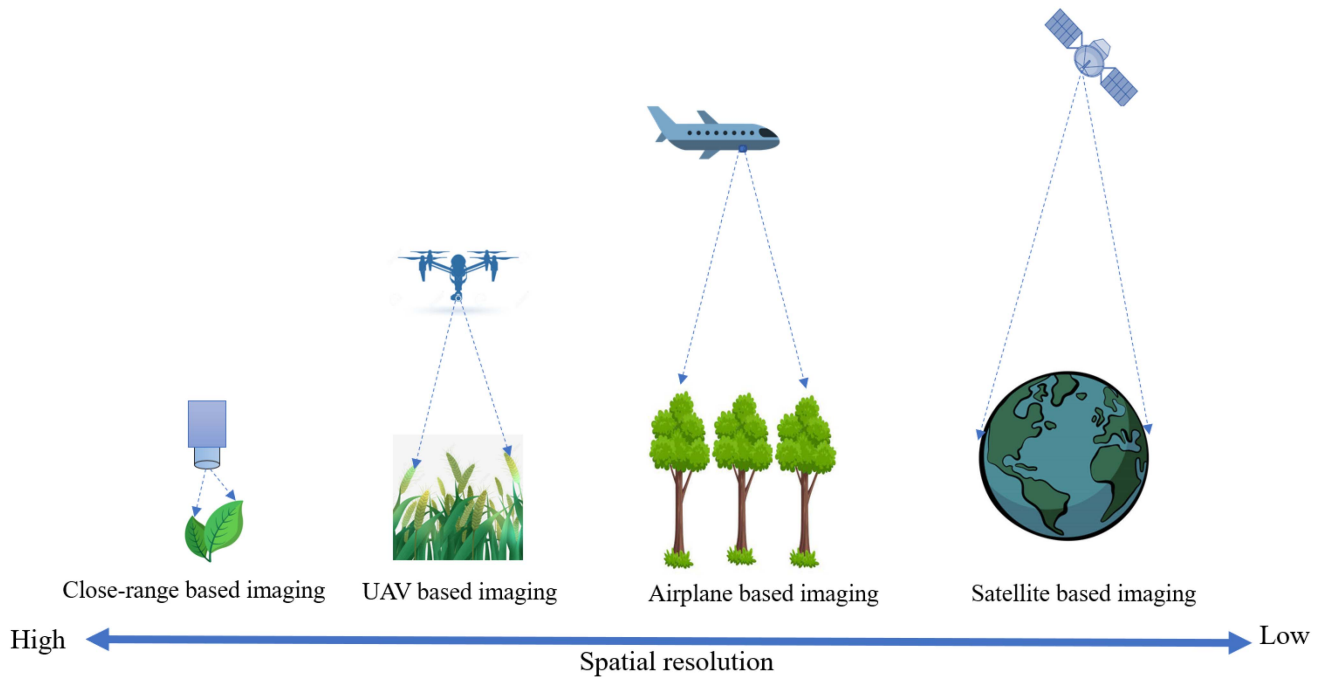 Close-range based imaging
UAV based imaging
Airplane based imaging
Satellite based imaging
High
Low
Spatial resolution